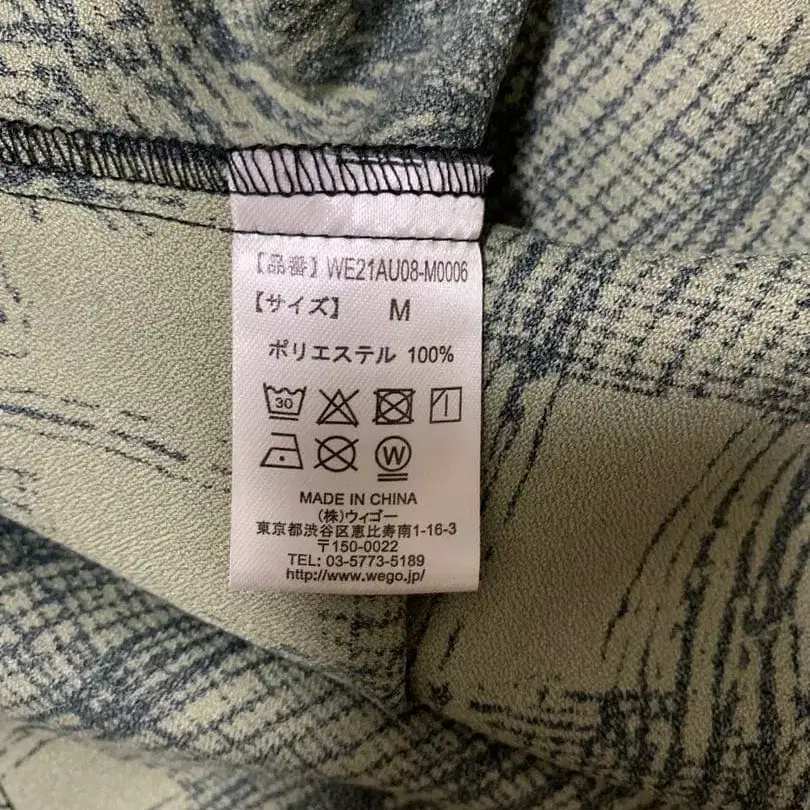 【品番】WE21AU08-M0006
【サイズ】 M
ポリエステル 100%
30
W
MADE IN CHINA
(株)ウィゴー
東京都渋谷区恵比寿南1-16-3
〒150-0022
TEL: 03-5773-5189
http://www.wego.jp/